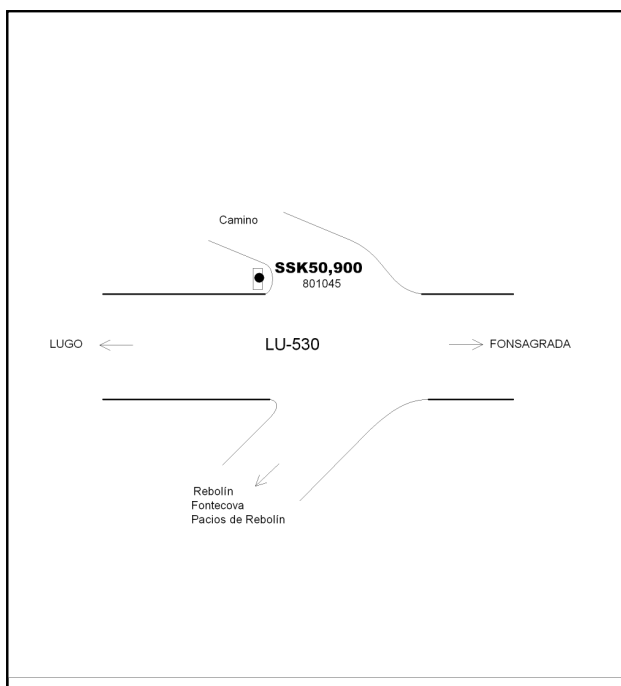 Camino
SSK50,900
801045
LUGO
LU-530
FONSAGRADA
Rebolín
Fontecova
Pacios de Rebolín